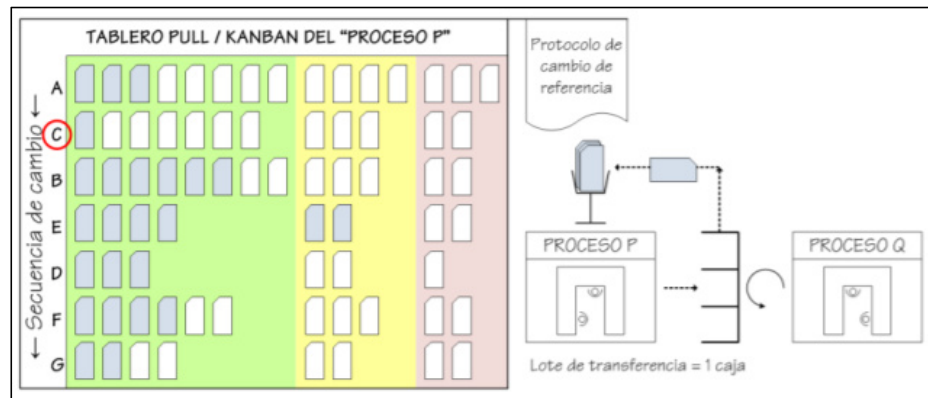 TABLERO PULL / KANBAN DEL "PROCESO P"
← Secuencia de cambio →
A
C
B
E
D
F
G
Protocolo de
cambio de
referencia
PROCESO P
PROCESO Q
Lote de transferencia = 1 caja